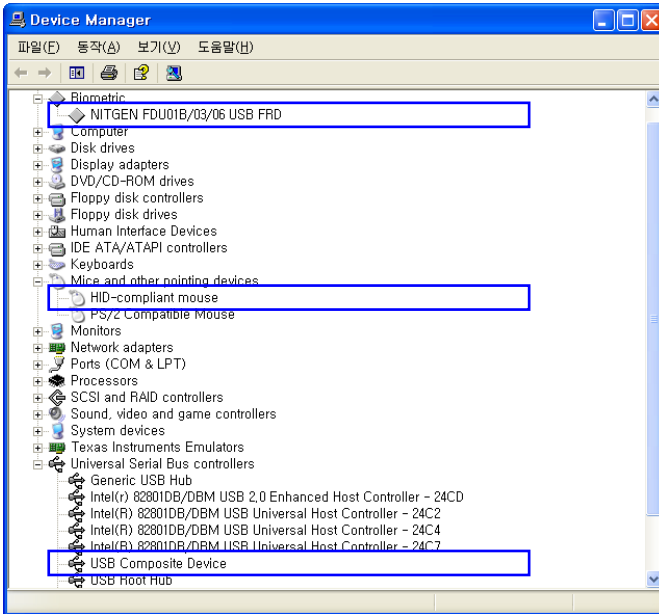 Device Manager
파일(F) 동작(A) 보기(V) 도움말(H)
Biometric
NITGEN FDU01B/03/06 USB FRD
Computer
Disk drives
Display adapters
DVD/CD-ROM drives
Floppy disk controllers
Floppy disk drives
Human Interface Devices
IDE ATA/ATAPI controllers
Keyboards
Mice and other pointing devices
HID-compliant mouse
PS/2 Compatible Mouse
Monitors
Network adapters
Ports (COM & LPT)
Processors
SCSI and RAID controllers
Sound, video and game controllers
System devices
Texas Instruments Emulators
Universal Serial Bus controllers
Generic USB Hub
Intel(r) 82801DB/DBM USB 2.0 Enhanced Host Controller - 24CD
Intel(R) 82801DB/DBM USB Universal Host Controller - 24C2
Intel(R) 82801DB/DBM USB Universal Host Controller - 24C4
Intel(R) 82801DB/DBM USB Universal Host Controller - 24C7
USB Composite Device
USB Root Hub